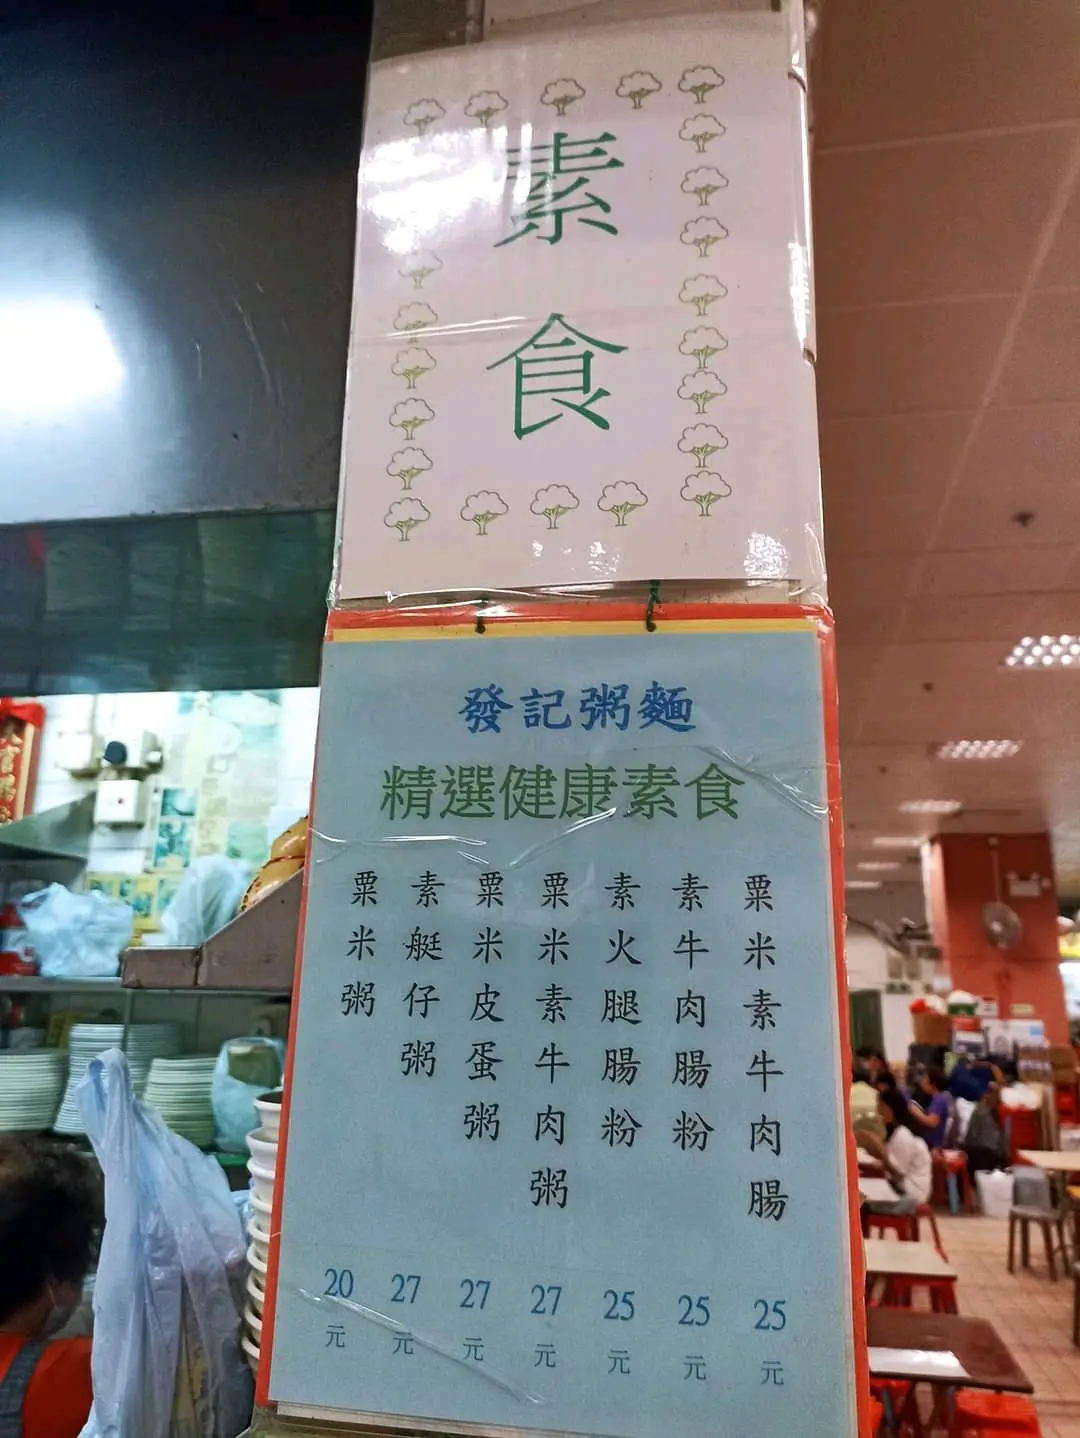 素食
發記粥麵
精選健康素食
粟米素牛肉腸 25元
素牛肉腸粉 25元
素火腿腸粉 25元
粟米素牛肉粥 27元
粟米皮蛋粥 27元
素艇仔粥 27元
粟米粥 20元